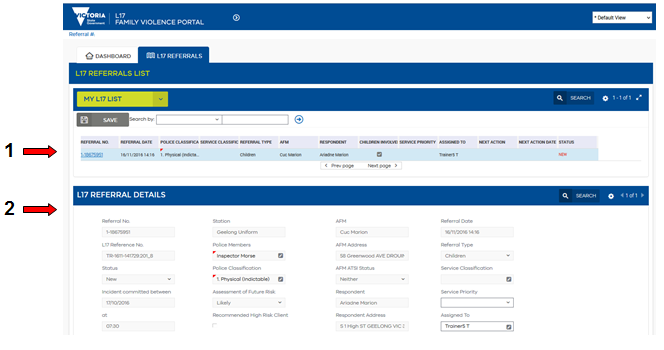 VICTORIA
State Government
L17
FAMILY VIOLENCE PORTAL
* Default View
Referral #:
DASHBOARD
L17 REFERRALS
L17 REFERRALS LIST
MY L17 LIST
SEARCH
1 - 1 of 1
SAVE
Search by:
1
REFERRAL NO. REFERRAL DATE POLICE CLASSIFICA SERVICE CLASSIFIC REFERRAL TYPE AFM RESPONDENT CHILDREN INVOLVE SERVICE PRIORITY ASSIGNED TO NEXT ACTION NEXT ACTION DATE STATUS
1-18675951 16/11/2016 14:16 1. Physical (Indicta... Children Cuc Marion Ariadne Marion Trainer5 T NEW
Prev page Next page
2
L17 REFERRAL DETAILS
SEARCH
1 of 1
Referral No. Station AFM Referral Date
1-18675951 Geelong Uniform Cuc Marion 16/11/2016 14:16
L17 Reference No. Police Members AFM Address Referral Type
TR-1611-141729.201_5 Inspector Morse 58 Greenwood AVE DROUIN Children
Status Police Classification AFM ATSI Status Service Classification
New 1. Physical (Indictable) Neither
Incident committed between Assessment of Future Risk Respondent Service Priority
17/10/2016 Likely Ariadne Marion
at Recommended High Risk Client Respondent Address Assigned To
07:30 5 1 High ST GEELONG VIC Trainer5 T